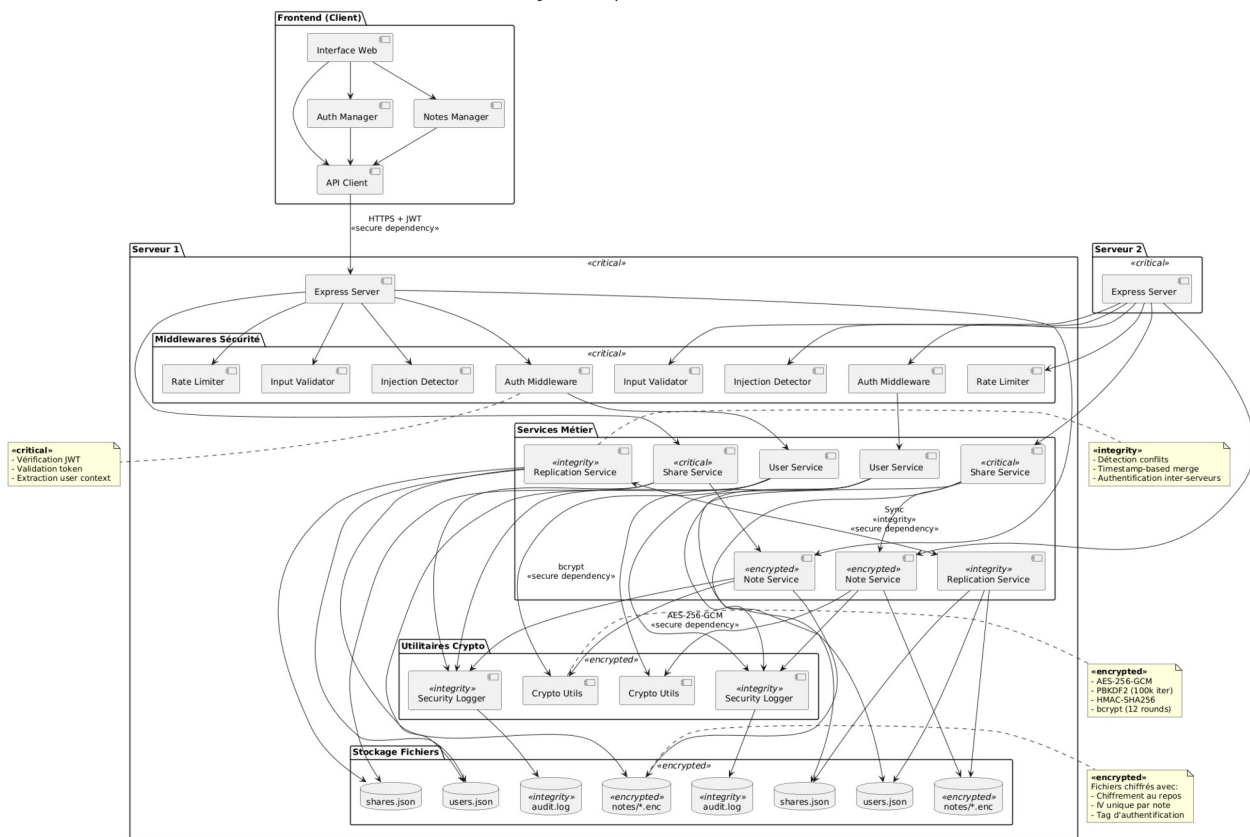 Frontend (Client)
Interface Web
Auth Manager
Notes Manager
API Client
HTTPS + JWT
«secure dependency»
Serveur 1
«critical»
Express Server
Serveur 2
«critical»
Express Server
Middlewares Sécurité
«critical»
Rate Limiter
Input Validator
Injection Detector
Auth Middleware
Input Validator
Injection Detector
Auth Middleware
Rate Limiter
«critical»
- Vérification JWT
- Validation token
- Extraction user context
Services Métier
«integrity»
Replication Service
«critical»
Share Service
User Service
User Service
«critical»
Share Service
«integrity»
- Détection conflits
- Timestamp-based merge
- Authentification inter-serveurs
Sync
«integrity»
«secure dependency»
bcrypt
«secure dependency»
«encrypted»
Note Service
«encrypted»
Note Service
«integrity»
Replication Service
AES-256-GCM
«secure dependency»
Utilitaires Crypto
«encrypted»
«integrity»
Security Logger
Crypto Utils
Crypto Utils
«integrity»
Security Logger
«encrypted»
- AES-256-GCM
- PBKDF2 (100k iter)
- HMAC-SHA256
- bcrypt (12 rounds)
Stockage Fichiers
«encrypted»
shares.json
users.json
«integrity»
audit.log
«encrypted»
notes/*.enc
«integrity»
audit.log
shares.json
users.json
«encrypted»
notes/*.enc
«encrypted»
Fichiers chiffrés avec:
- Chiffrement au repos
- IV unique par note
- Tag d'authentification